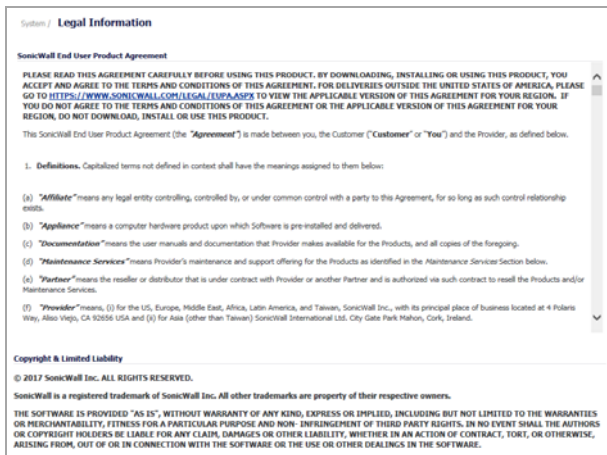 System / Legal Information
SonicWall End User Product Agreement
PLEASE READ THIS AGREEMENT CAREFULLY BEFORE USING THIS PRODUCT. BY DOWNLOADING, INSTALLING OR USING THIS PRODUCT, YOU
ACCEPT AND AGREE TO THE TERMS AND CONDITIONS OF THIS AGREEMENT. FOR DELIVERIES OUTSIDE THE UNITED STATES OF AMERICA, PLEASE
GO TO HTTPS://WWW.SONICWALL.COM/LEGAL/EUPA.ASPX TO VIEW THE APPLICABLE VERSION OF THIS AGREEMENT FOR YOUR REGION. IF
YOU DO NOT AGREE TO THE TERMS AND CONDITIONS OF THIS AGREEMENT OR THE APPLICABLE VERSION OF THIS AGREEMENT FOR YOUR
REGION, DO NOT DOWNLOAD, INSTALL OR USE THIS PRODUCT.
This SonicWall End User Product Agreement (the "Agreement") is made between you, the Customer ("Customer" or "You") and the Provider, as defined below.
1. Definitions. Capitalized terms not defined in context shall have the meanings assigned to them below:
(a) "Affiliate" means any legal entity controlling, controlled by, or under common control with a party to this Agreement, for so long as such control relationship
exists.
(b) "Appliance" means a computer hardware product upon which Software is pre-installed and delivered.
(c) "Documentation" means the user manuals and documentation that Provider makes available for the Products, and all copies of the foregoing.
(d) "Maintenance Services" means Provider's maintenance and support offering for the Products as identified in the Maintenance Services Section below.
(e) "Partner" means the reseller or distributor that is under contract with Provider or another Partner and is authorized via such contract to resell the Products and/or
Maintenance Services.
(f) "Provider" means, (i) for the US, Europe, Middle East, Africa, Latin America, and Taiwan, SonicWall Inc., with its principal place of business located at 4 Polaris
Way, Aliso Viejo, CA 92656 USA and (ii) for Asia (other than Taiwan) SonicWall International Ltd. City Gate Park Mahon, Cork, Ireland.
Copyright & Limited Liability
© 2017 SonicWall Inc. ALL RIGHTS RESERVED.
SonicWall is a registered trademark of SonicWall Inc. All other trademarks are property of their respective owners.
THE SOFTWARE IS PROVIDED "AS IS", WITHOUT WARRANTY OF ANY KIND, EXPRESS OR IMPLIED, INCLUDING BUT NOT LIMITED TO THE WARRANTIES
OR MERCHANTABILITY, FITNESS FOR A PARTICULAR PURPOSE AND NON- INFRINGEMENT OF THIRD PARTY RIGHTS. IN NO EVENT SHALL THE AUTHORS
OR COPYRIGHT HOLDERS BE LIABLE FOR ANY CLAIM, DAMAGES OR OTHER LIABILITY, WHETHER IN AN ACTION OF CONTRACT, TORT, OR OTHERWISE,
ARISING FROM, OUT OF OR IN CONNECTION WITH THE SOFTWARE OR THE USE OR OTHER DEALINGS IN THE SOFTWARE.